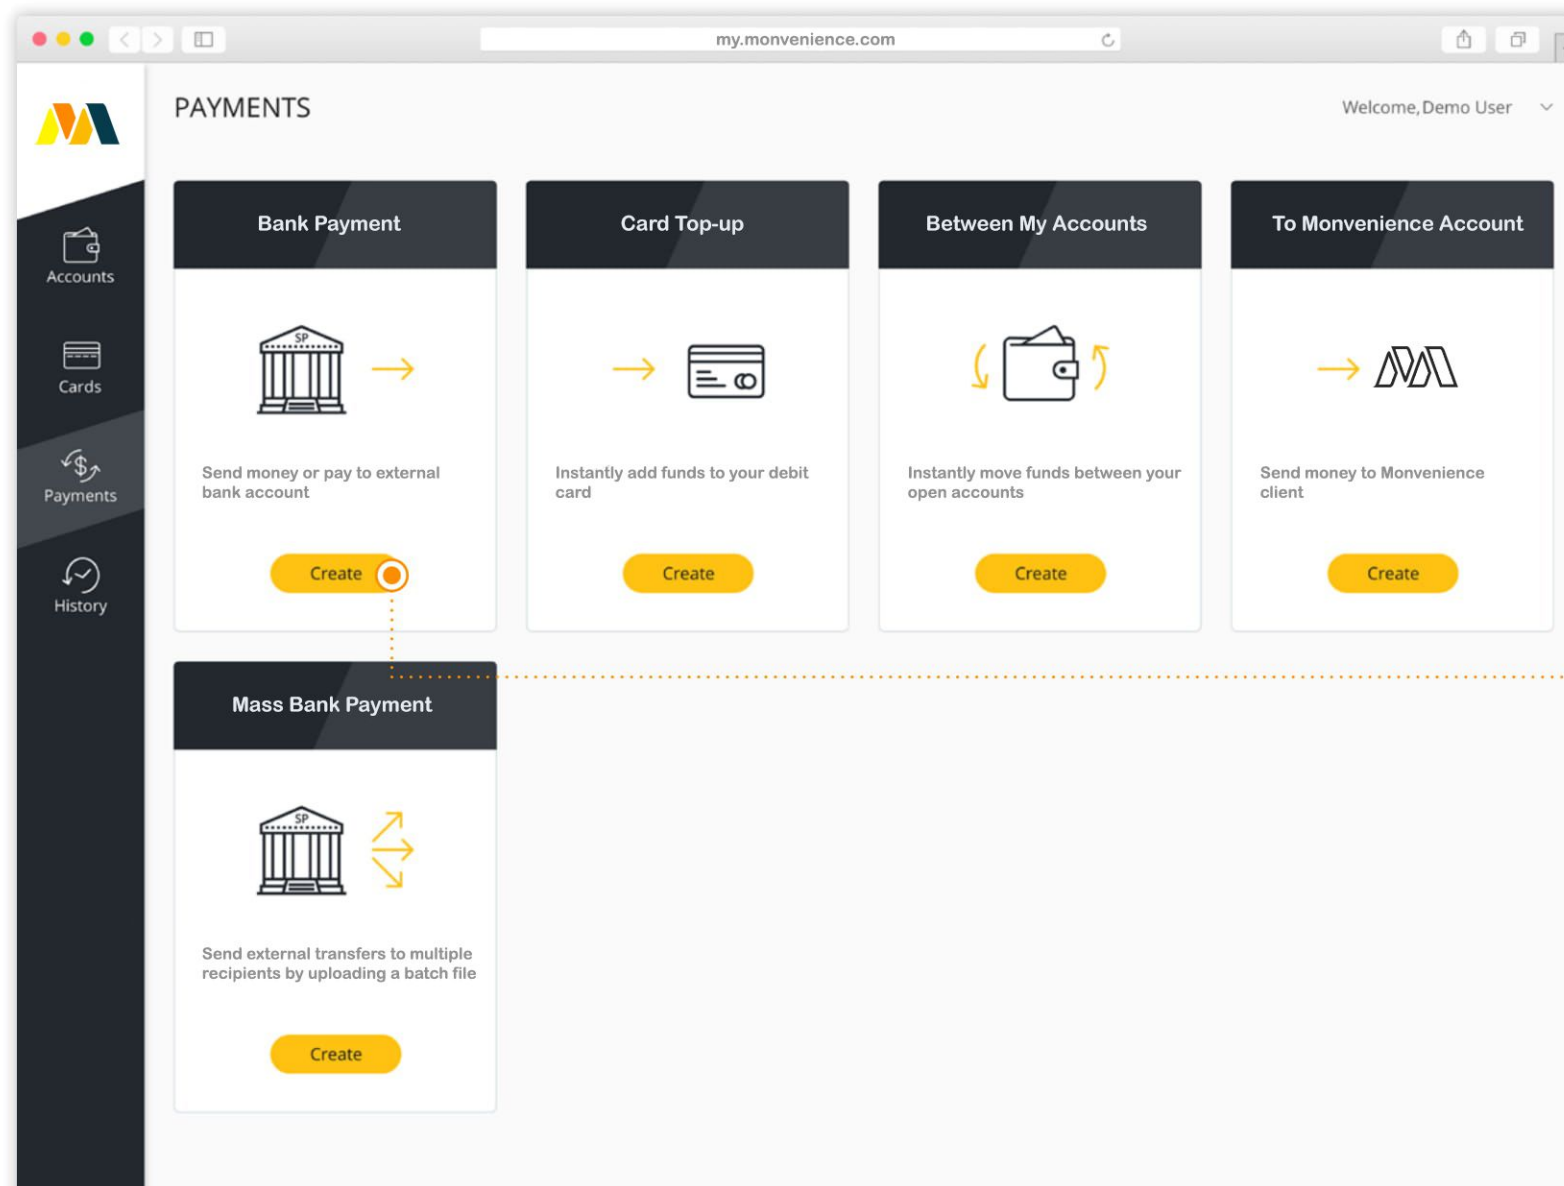 my.monvenience.com
PAYMENTS
Welcome, Demo User
Accounts
Cards
Payments
History
Bank Payment
SP
Send money or pay to external
bank account
Create
Card Top-up
Instantly add funds to your debit
card
Create
Between My Accounts
Instantly move funds between your
open accounts
Create
To Monvenience Account
Send money to Monvenience
client
Create
Mass Bank Payment
SP
Send external transfers to multiple
recipients by uploading a batch file
Create